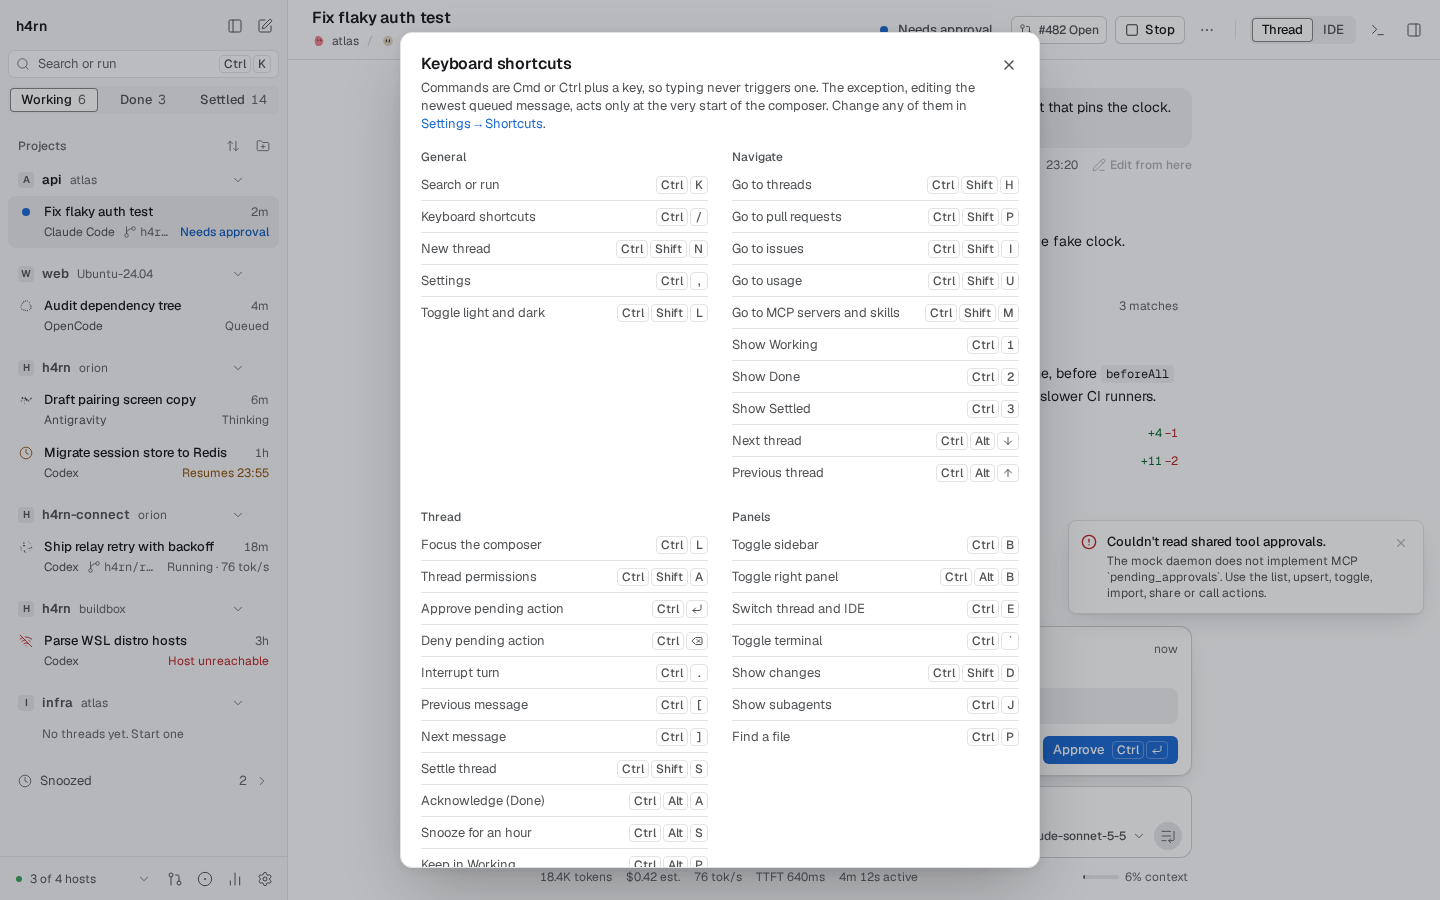 h4rn
Search or run Ctrl K
Working 6 Done 3 Settled 14
Projects
A api atlas
Fix flaky auth test 2m
Claude Code h4r… Needs approval
W web Ubuntu-24.04
Audit dependency tree 4m
OpenCode Queued
H h4rn orion
Draft pairing screen copy 6m
Antigravity Thinking
Migrate session store to Redis 1h
Codex Resumes 23:55
H h4rn-connect orion
Ship relay retry with backoff 18m
Codex h4rn/r… Running · 76 tok/s
H h4rn buildbox
Parse WSL distro hosts 3h
Codex Host unreachable
I infra atlas
No threads yet. Start one
Snoozed 2
3 of 4 hosts
Fix flaky auth test
atlas /
Needs approval #482 Open Stop Thread IDE
Keyboard shortcuts
Commands are Cmd or Ctrl plus a key, so typing never triggers one. The exception, editing the
newest queued message, acts only at the very start of the composer. Change any of them in
Settings→Shortcuts.
General
Search or run Ctrl K
Keyboard shortcuts Ctrl /
New thread Ctrl Shift N
Settings Ctrl ,
Toggle light and dark Ctrl Shift L
Navigate
Go to threads Ctrl Shift H
Go to pull requests Ctrl Shift P
Go to issues Ctrl Shift I
Go to usage Ctrl Shift U
Go to MCP servers and skills Ctrl Shift M
Show Working Ctrl 1
Show Done Ctrl 2
Show Settled Ctrl 3
Next thread Ctrl Alt ↓
Previous thread Ctrl Alt ↑
Thread
Focus the composer Ctrl L
Thread permissions Ctrl Shift A
Approve pending action Ctrl ↵
Deny pending action Ctrl ⌫
Interrupt turn Ctrl .
Previous message Ctrl [
Next message Ctrl ]
Settle thread Ctrl Shift S
Acknowledge (Done) Ctrl Alt A
Snooze for an hour Ctrl Alt S
Keep in Working Ctrl Alt P
Panels
Toggle sidebar Ctrl B
Toggle right panel Ctrl Alt B
Switch thread and IDE Ctrl E
Toggle terminal Ctrl `
Show changes Ctrl Shift D
Show subagents Ctrl J
Find a file Ctrl P
t that pins the clock.
23:20 Edit from here
e fake clock.
3 matches
e, before beforeAll
slower CI runners.
+4 −1
+11 −2
Couldn't read shared tool approvals.
The mock daemon does not implement MCP
`pending_approvals`. Use the list, upsert, toggle,
import, share or call actions.
now
Approve Ctrl ↵
ude-sonnet-5-5
18.4K tokens $0.42 est. 76 tok/s TTFT 640ms 4m 12s active 6% context